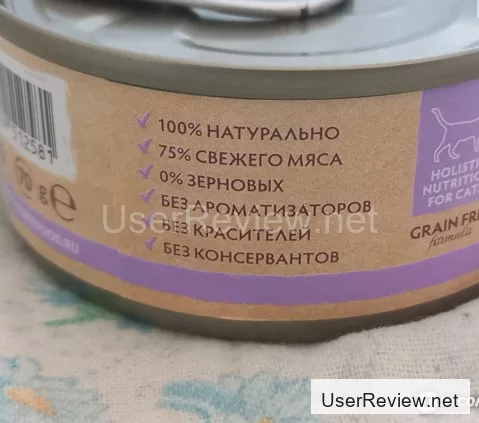 100% НАТУРАЛЬНО
75% СВЕЖЕГО МЯСА
0% ЗЕРНОВЫХ
БЕЗ АРОМАТИЗАТОРОВ
БЕЗ КРАСИТЕЛЕЙ
БЕЗ КОНСЕРВАНТОВ
HOLISTIC
NUTRITION
FOR CATS
GRAIN FREE
formula
70 g e
UserReview.net
UserReview.net